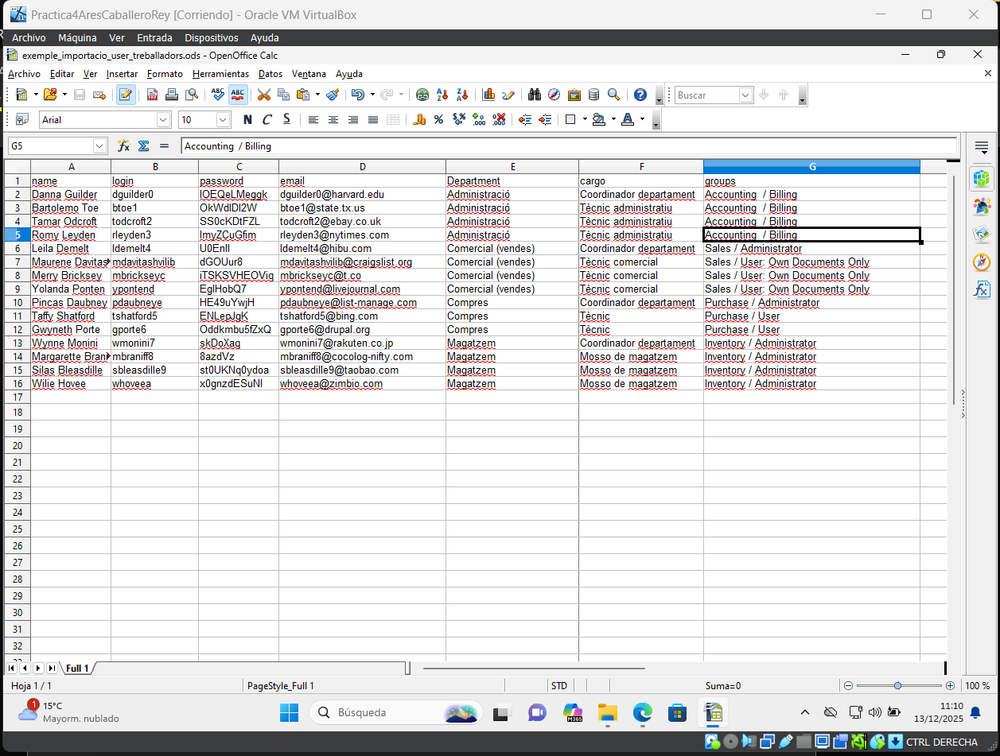 Practica4AresCaballeroRey [Corriendo] - Oracle VM VirtualBox
Archivo Máquina Ver Entrada Dispositivos Ayuda
exemple_importacio_user_treballadors.ods - OpenOffice Calc
Archivo Editar Ver Insertar Formato Herramientas Datos Ventana Ayuda
Buscar
Arial 10 N C S
G5 Accounting / Billing
A B C D E F G
1 name login password email Department cargo groups
2 Danna Guilder dguilder0 lOEQeLMeggk dguilder0@harvard.edu Administració Coordinador departament Accounting / Billing
3 Bartolemo Toe btoe1 OkWdlDl2W btoe1@state.tx.us Administració Tècnic administratiu Accounting / Billing
4 Tamar Odcroft todcroft2 SS0cKDtFZL todcroft2@ebay.co.uk Administració Tècnic administratiu Accounting / Billing
5 Romy Leyden rleyden3 lmyZCuGfim rleyden3@nytimes.com Administració Tècnic administratiu Accounting / Billing
6 Leila Demelt ldemelt4 U0Enll ldemelt4@hibu.com Comercial (vendes) Coordinador departament Sales / Administrator
7 Maurene Davitas mdavitashvilib dGOUur8 mdavitashvilib@craigslist.org Comercial (vendes) Tècnic comercial Sales / User: Own Documents Only
8 Merry Bricksey mbrickseyc iTSKSVHEOViq mbrickseyc@t.co Comercial (vendes) Tècnic comercial Sales / User: Own Documents Only
9 Yolanda Ponten ypontend EglHobQ7 ypontend@livejournal.com Comercial (vendes) Tècnic comercial Sales / User: Own Documents Only
10 Pincas Daubney pdaubneye HE49uYwjH pdaubneye@list-manage.com Compres Coordinador departament Purchase / Administrator
11 Taffy Shatford tshatford5 ENLepJgK tshatford5@bing.com Compres Tècnic Purchase / User
12 Gwyneth Porte gporte6 Oddkmbu5fZxQ gporte6@drupal.org Compres Tècnic Purchase / User
13 Wynne Monini wmonini7 skDoXaq wmonini7@rakuten.co.jp Magatzem Coordinador departament Inventory / Administrator
14 Margarette Bran mbraniff8 8azdVz mbraniff8@cocolog-nifty.com Magatzem Mosso de magatzem Inventory / Administrator
15 Silas Bleasdille sbleasdille9 st0UKNq0ydoa sbleasdille9@taobao.com Magatzem Mosso de magatzem Inventory / Administrator
16 Wilie Hovee whoveea x0gnzdESuNl whoveea@zimbio.com Magatzem Mosso de magatzem Inventory / Administrator
17
18
19
20
21
22
23
24
25
26
27
28
29
30
31
32
Full 1
Hoja 1 / 1 PageStyle_Full 1 STD Suma=0 100 %
1 15°C
Mayorm. nublado
Búsqueda
M365
11:10
13/12/2025
CTRL DERECHA